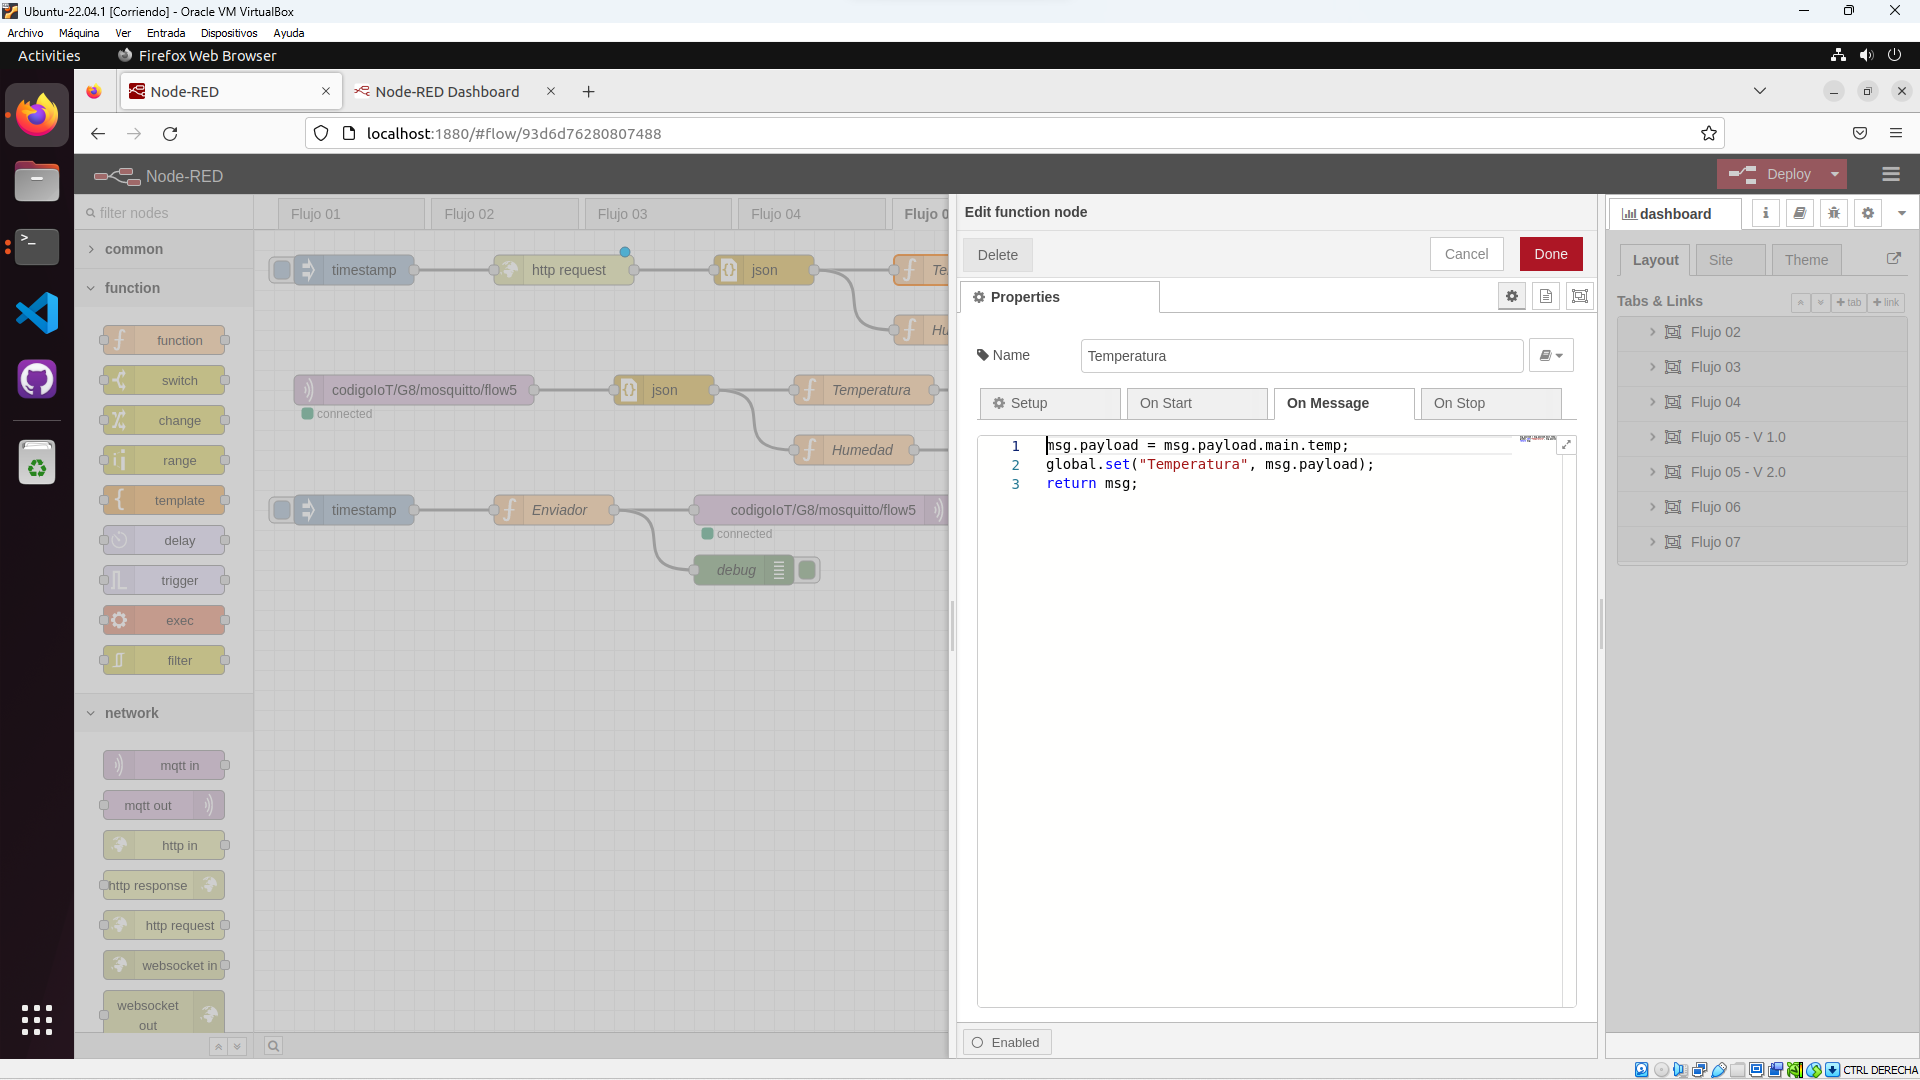 Ubuntu-22.04.1 [Corriendo] - Oracle VM VirtualBox
Archivo Máquina Ver Entrada Dispositivos Ayuda
Activities Firefox Web Browser
Node-RED Node-RED Dashboard
localhost:1880/#flow/93d6d76280807488
Node-RED Deploy
filter nodes
common
function
function
switch
change
range
template
delay
trigger
exec
filter
network
mqtt in
mqtt out
http in
http response
http request
websocket in
websocket
out
Flujo 01 Flujo 02 Flujo 03 Flujo 04 Flujo 0
timestamp http request json Te
Hu
codigoIoT/G8/mosquitto/flow5 json Temperatura
connected
Humedad
timestamp Enviador codigoIoT/G8/mosquitto/flow5
connected
debug
Edit function node
Delete Cancel Done
Properties
Name Temperatura
Setup On Start On Message On Stop
1 msg.payload = msg.payload.main.temp;
2 global.set("Temperatura", msg.payload);
3 return msg;
Enabled
dashboard
Layout Site Theme
Tabs & Links + tab + link
Flujo 02
Flujo 03
Flujo 04
Flujo 05 - V 1.0
Flujo 05 - V 2.0
Flujo 06
Flujo 07
CTRL DERECHA